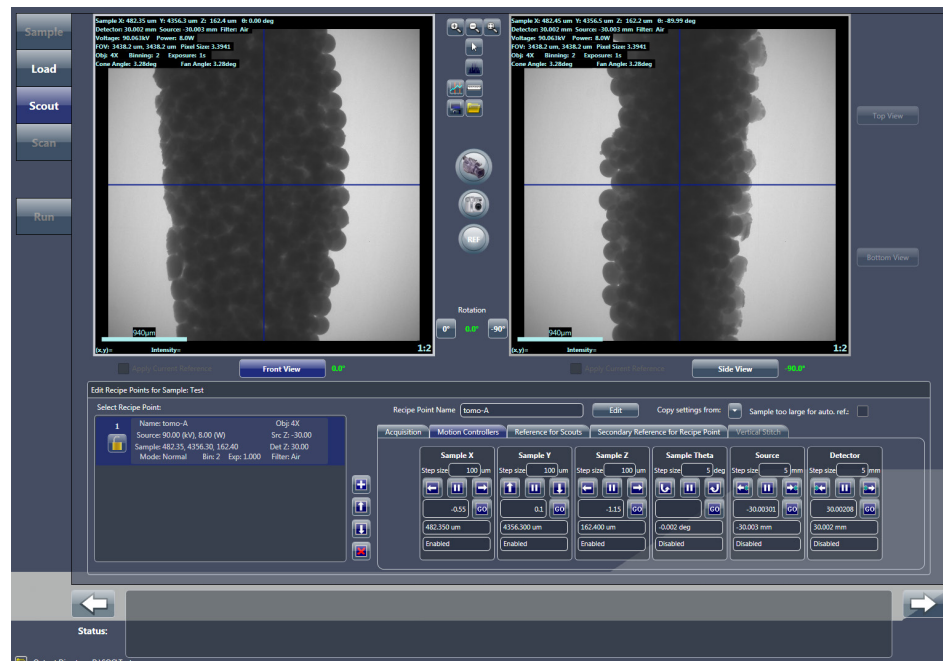 Sample
Load
Scout
Scan
Run
Sample X: 482.35 um Y: 4356.3 um Z: 162.4 um θ: 0.00 deg
Detector: 30.002 mm Source: -30.003 mm Filter: Air
Voltage: 90.063kV Power: 8.0W
FOV: 3438.2 um, 3438.2 um Pixel Size: 3.3941
Obj: 4X Binning: 2 Exposure: 1s
Cone Angle: 3.28deg Fan Angle: 3.28deg
940µm
(x,y)= Intensity= 1:2
REF
Rotation
0° 0.0° -90°
Sample X: 482.45 um Y: 4356.5 um Z: 162.2 um θ: -89.99 deg
Detector: 30.002 mm Source: -30.003 mm Filter: Air
Voltage: 90.063kV Power: 8.0W
FOV: 3438.2 um, 3438.2 um Pixel Size: 3.3941
Obj: 4X Binning: 2 Exposure: 1s
Cone Angle: 3.28deg Fan Angle: 3.28deg
940µm
(x,y)= Intensity= 1:2
Top View
Bottom View
Apply Current Reference Front View 0.0°
Apply Current Reference Side View -90.0°
Edit Recipe Points for Sample: Test
Select Recipe Point:
1
Name: tomo-A Obj: 4X
Source: 90.00 (kV), 8.00 (W) Src Z: -30.00
Sample: 482.35, 4356.30, 162.40 Det Z: 30.00
Mode: Normal Bin: 2 Exp: 1.000 Filter: Air
Recipe Point Name tomo-A Edit Copy settings from: Sample too large for auto. ref.:
Acquisition Motion Controllers Reference for Scouts Secondary Reference for Recipe Point Vertical Stitch
Sample X Sample Y Sample Z Sample Theta Source Detector
Step size 100 um Step size 100 um Step size 100 um Step size 5 deg Step size 5 mm Step size 5 mm
-0.55 GO 0.1 GO -1.15 GO GO -30.00301 GO 30.00208 GO
482.350 um 4356.300 um 162.400 um -0.002 deg -30.003 mm 30.002 mm
Enabled Enabled Enabled Disabled Disabled Disabled
Status: